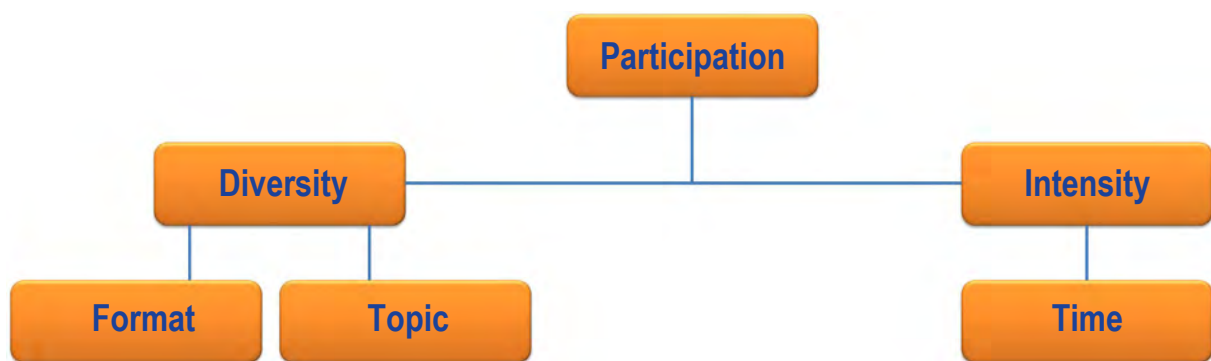 Participation
Diversity
Intensity
Format
Topic
Time